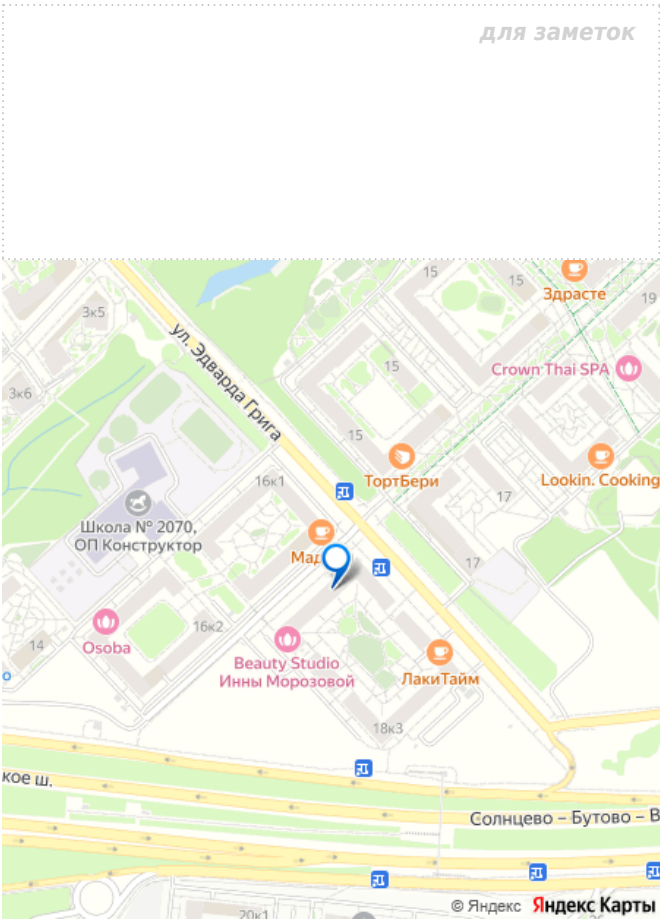 для заметок
15
15
Здрасте
19
3к5
ул. Эдварда Грига
15
Crown Thai SPA
3к6
15
ТортБери
Lookin. Cooking
16к1
17
Школа № 2070,
ОП Конструктор
Мад
17
16к2
14
Osoba
о
Beauty Studio
Инны Морозовой
ЛакиТайм
18к3
кое ш.
Солнцево – Бутово – В
20к1
© Яндекс Яндекс Карты